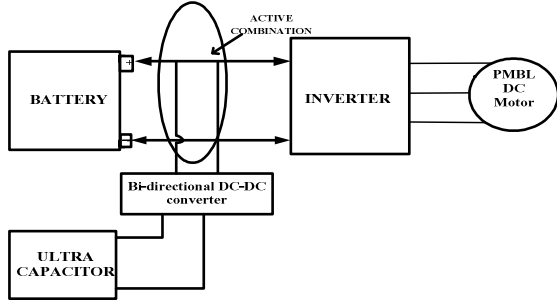 ACTIVE
COMBINATION
+
BATTERY
INVERTER
PMBL
DC
Motor
Bi-directional DC-DC
converter
ULTRA
CAPACITOR